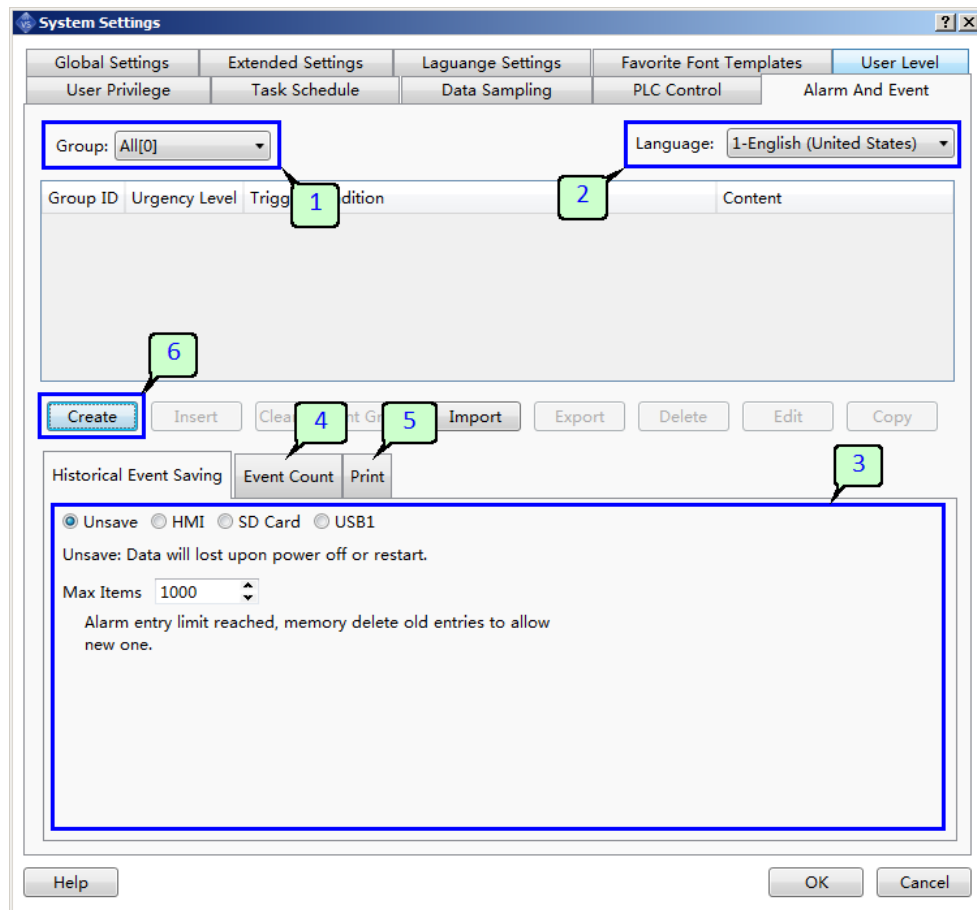 System Settings
Global Settings Extended Settings Laguange Settings Favorite Font Templates User Level
User Privilege Task Schedule Data Sampling PLC Control Alarm And Event
Group: All[0] Language: 1-English (United States)
Group ID Urgency Level Trigg dition Content
1 2
6
Create Insert Clea nt G Import Export Delete Edit Copy
4 5
Historical Event Saving Event Count Print
3
Unsave HMI SD Card USB1
Unsave: Data will lost upon power off or restart.
Max Items 1000
Alarm entry limit reached, memory delete old entries to allow
new one.
Help OK Cancel